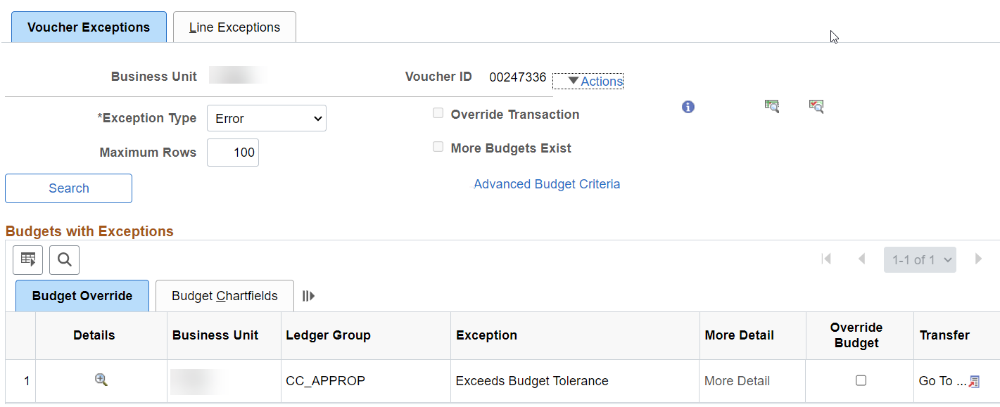 Voucher Exceptions Line Exceptions
Business Unit Voucher ID 00247336 Actions
*Exception Type Error Override Transaction
Maximum Rows 100 More Budgets Exist
Search Advanced Budget Criteria
Budgets with Exceptions
1-1 of 1
Budget Override Budget Chartfields
Details Business Unit Ledger Group Exception More Detail Override Budget Transfer
1 CC_APPROP Exceeds Budget Tolerance More Detail Go To ...